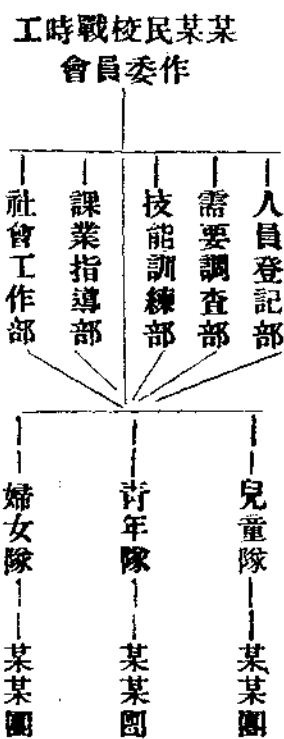 某某民校戰時工
作委員會
人員登記部
需要調查部
技能訓練部
課業指導部
社會工作部
兒童隊
青年隊
婦女隊
某某團
某某團
某某團